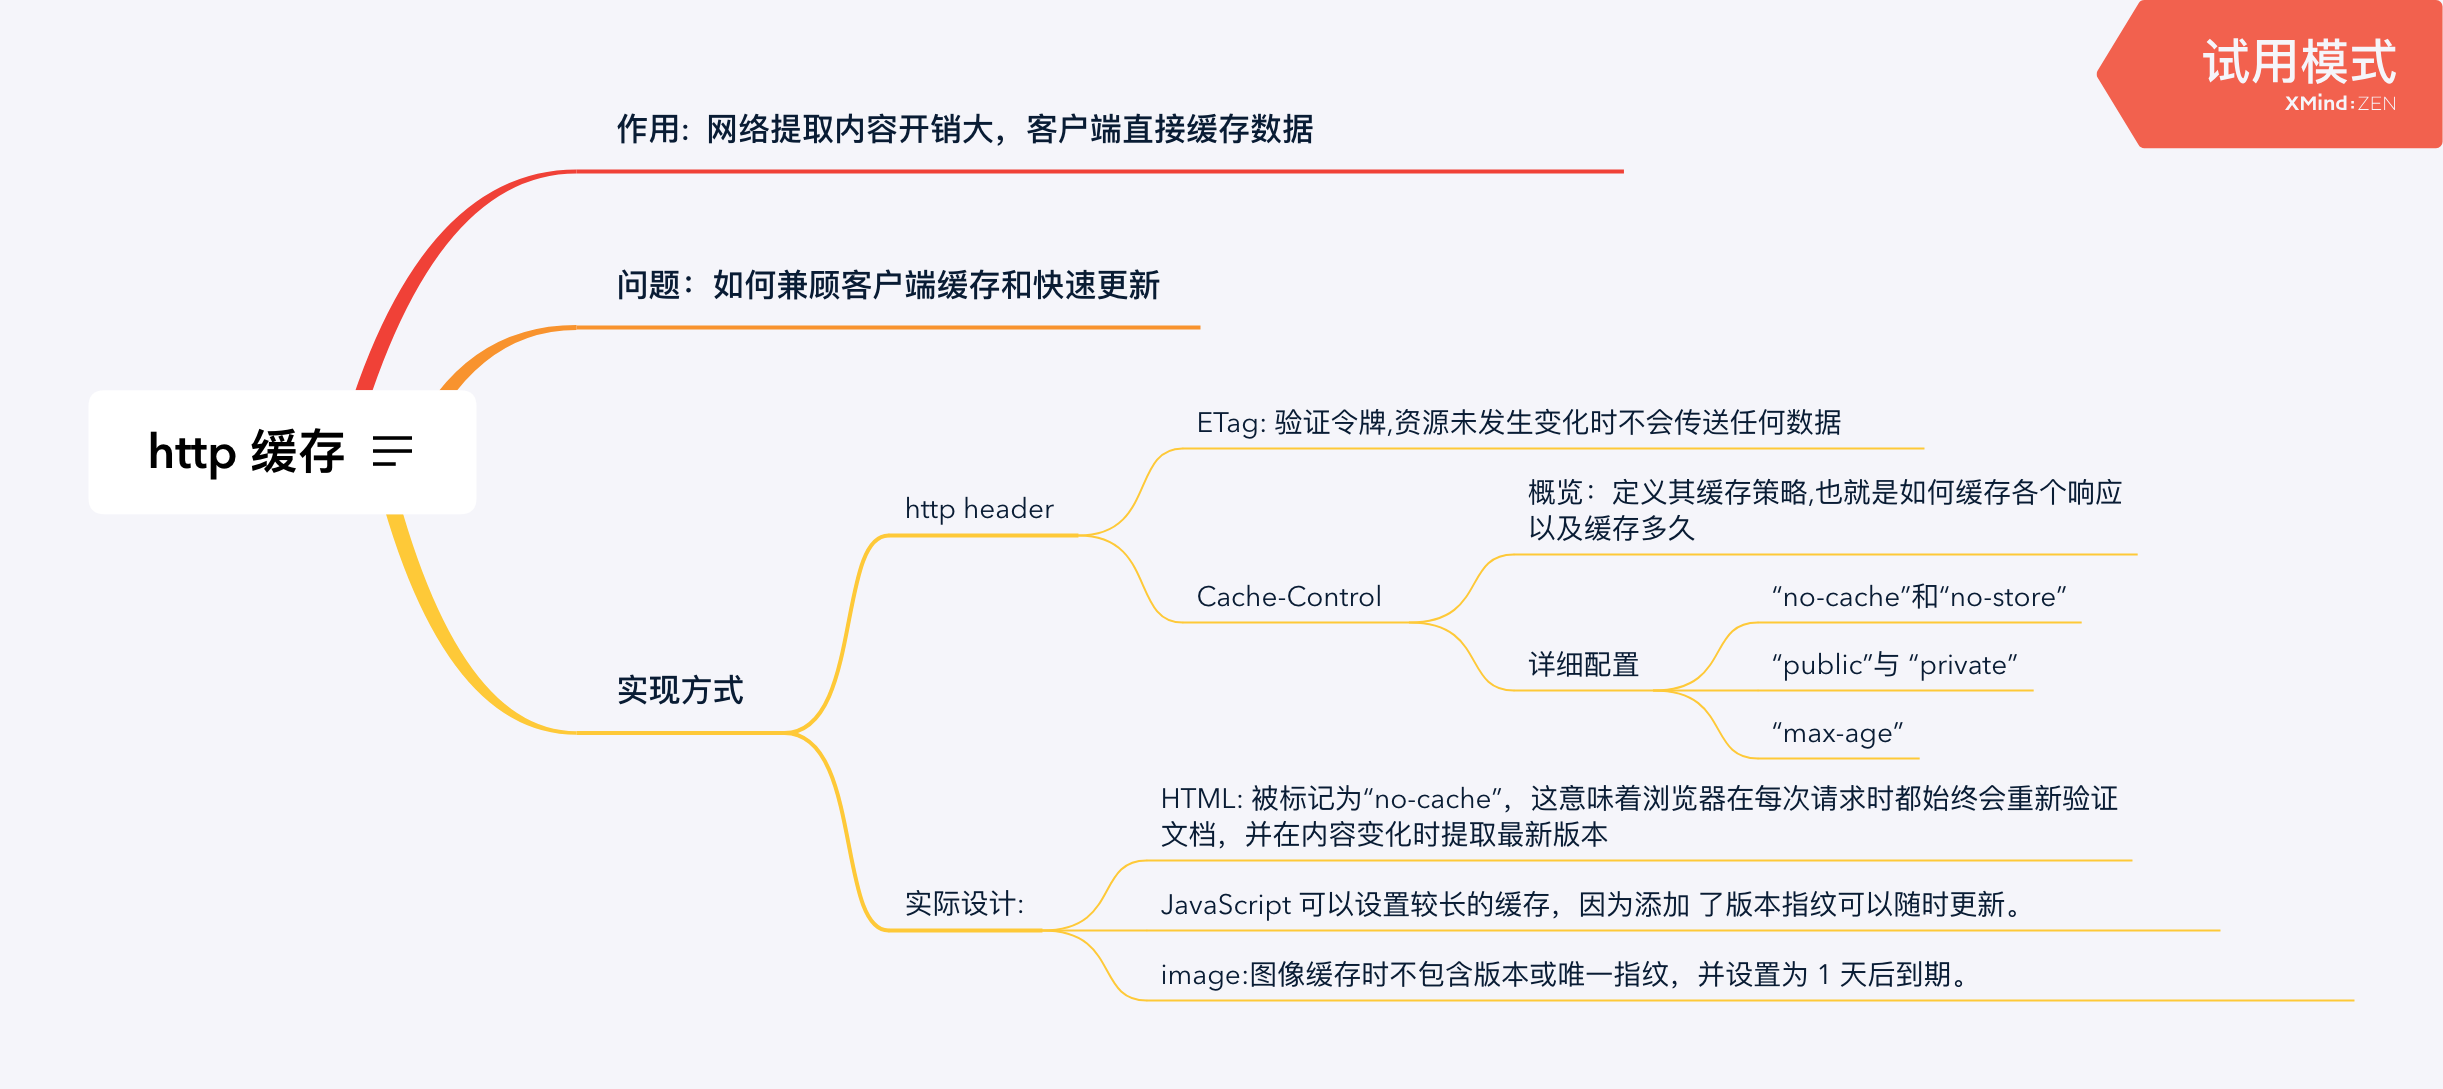 试用模式
XMind:ZEN
作用：网络提取内容开销大，客户端直接缓存数据
问题：如何兼顾客户端缓存和快速更新
http 缓存
ETag: 验证令牌,资源未发生变化时不会传送任何数据
http header
概览：定义其缓存策略,也就是如何缓存各个响应
以及缓存多久
Cache-Control
“no-cache”和“no-store”
详细配置
“public”与 “private”
“max-age”
实现方式
HTML: 被标记为“no-cache”，这意味着浏览器在每次请求时都始终会重新验证
文档，并在内容变化时提取最新版本
实际设计:
JavaScript 可以设置较长的缓存，因为添加 了版本指纹可以随时更新。
image:图像缓存时不包含版本或唯一指纹，并设置为 1 天后到期。